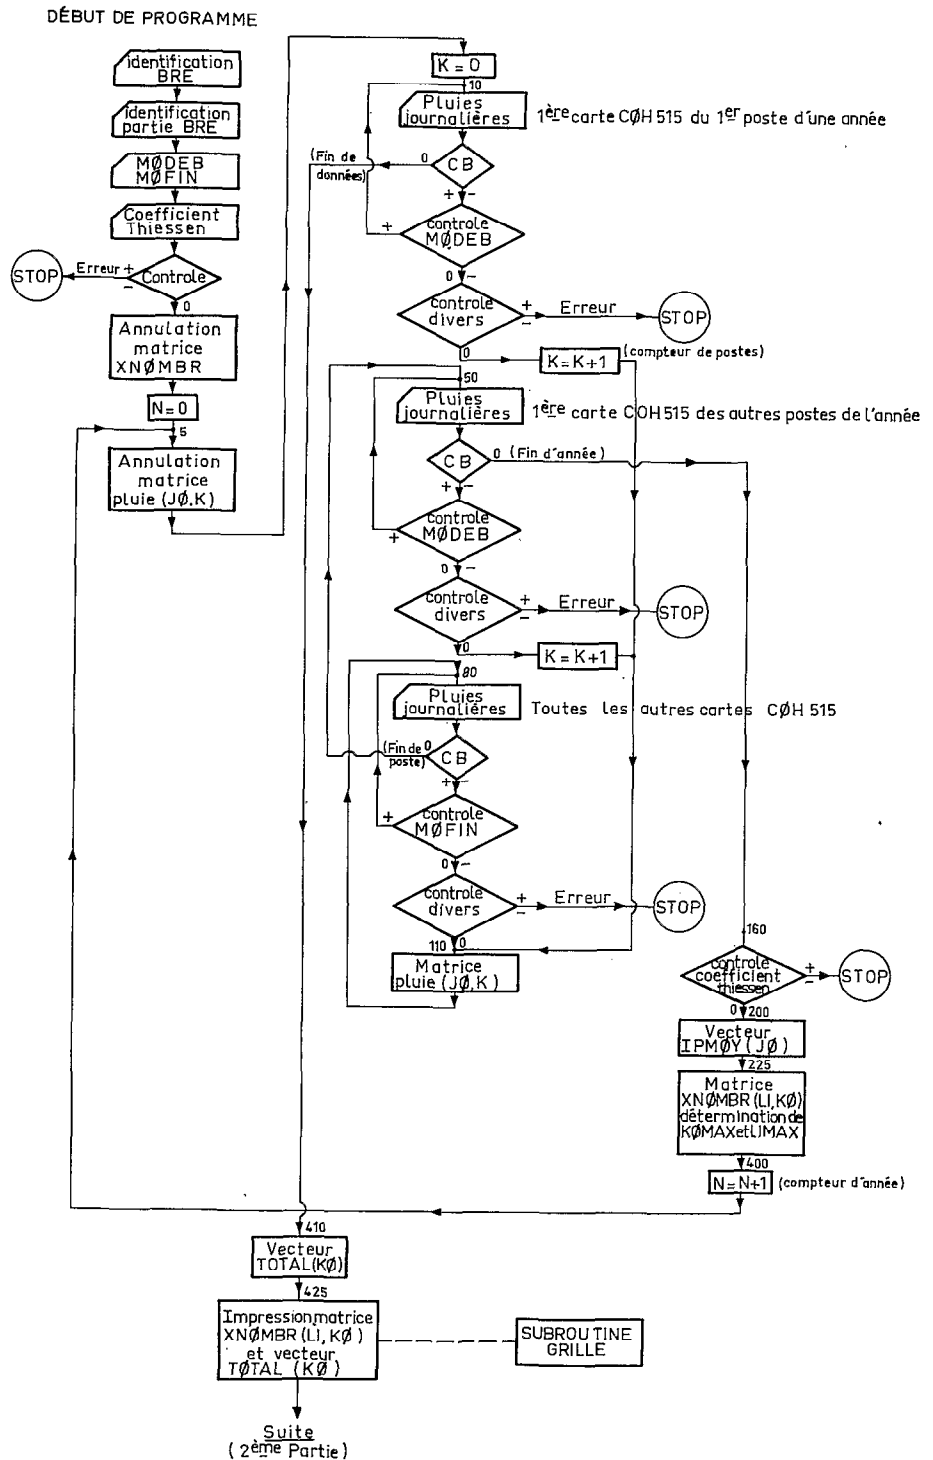 DÉBUT DE PROGRAMME
identification
BRE
identification
partie BRE
MØDEB
MØFIN
Coefficient
Thiessen
STOP
Erreur + −
Controle
0
Annulation
matrice
XNØMBR
N=0
5
Annulation
matrice
pluie (JØ,K)
K=0
10
Pluies
journalières
1ère carte CØH 515 du 1er poste d'une année
(Fin de
données)
0
CB
+ −
controle
MØDEB
+
0 −
controle
divers
+ −
Erreur
STOP
0
K=K+1
(compteur de postes)
50
Pluies
journalières
1ère carte COH 515 des autres postes de l'année
CB
0 (Fin d'année)
+ −
controle
MØDEB
+
0 −
controle
divers
+ −
Erreur
STOP
0
K=K+1
80
Pluies
journaliéres
Toutes les autres cartes CØH 515
(Fin de
poste)
0
CB
+ −
controle
MØFIN
+
0 −
controle
divers
+ −
Erreur
STOP
110
0
Matrice
pluie (JØ,K)
160
controle
coefficient
thiessen
+ −
STOP
0
200
Vecteur
IPMØY (JØ)
225
Matrice
XNØMBR (LI,KØ)
détermination de
KØMAX et LIMAX
400
N=N+1
(compteur d'année)
410
Vecteur
TOTAL(KØ)
425
Impression matrice
XNØMBR (LI, KØ)
et vecteur
TØTAL (KØ)
SUBROUTINE
GRILLE
Suite
(2ème Partie)